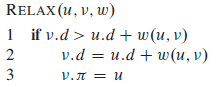 RELAX(u, v, w)
1 if v.d > u.d + w(u, v)
2 v.d = u.d + w(u, v)
3 v.π = u